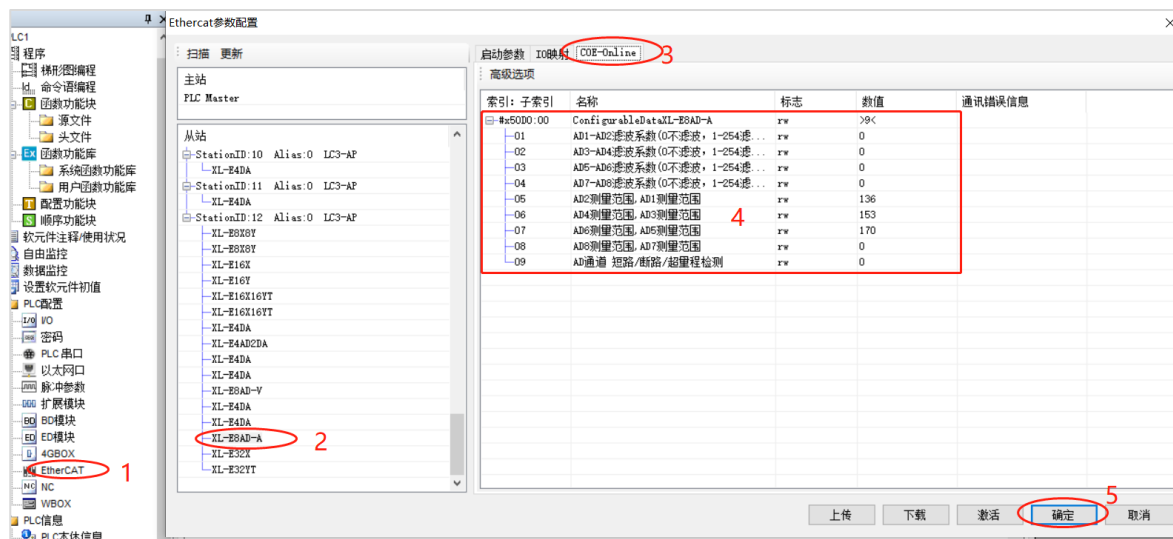 Ethercat参数配置
LC1
程序
梯形图编程
命令语编程
C 函数功能块
源文件
头文件
Ex 函数功能库
系统函数功能库
用户函数功能库
T 配置功能块
S 顺序功能块
软元件注释/使用状况
自由监控
数据监控
设置软元件初值
PLC配置
I/O I/O
密码
PLC 串口
以太网口
脉冲参数
扩展模块
BD BD模块
ED ED模块
4GBOX
EtherCAT
1
NC NC
WBOX
PLC信息
PLC本体信息
扫描 更新
主站
PLC Master
从站
StationID:10 Alias:0 LC3-AP
XL-E4DA
StationID:11 Alias:0 LC3-AP
XL-E4DA
StationID:12 Alias:0 LC3-AP
XL-E8X8Y
XL-E8X8Y
XL-E16X
XL-E16Y
XL-E16X16YT
XL-E16X16YT
XL-E4DA
XL-E4AD2DA
XL-E4DA
XL-E4DA
XL-E8AD-V
XL-E4DA
XL-E4DA
XL-E8AD-A
2
XL-E32X
XL-E32YT
启动参数 IO映射 COE-Online
3
高级选项
索引: 子索引 名称 标志 数值 通讯错误信息
#x50D0:00 ConfigurableDataXL-E8AD-A rw >9<
01 AD1-AD2滤波系数(0不滤波, 1-254滤... rw 0
02 AD3-AD4滤波系数(0不滤波, 1-254滤... rw 0
03 AD5-AD6滤波系数(0不滤波, 1-254滤... rw 0
04 AD7-AD8滤波系数(0不滤波, 1-254滤... rw 0
05 AD2测量范围,AD1测量范围 rw 136
06 AD4测量范围,AD3测量范围 rw 153
07 AD6测量范围,AD5测量范围 rw 170
08 AD8测量范围,AD7测量范围 rw 0
09 AD通道 短路/断路/超量程检测 rw 0
4
上传 下载 激活 确定 取消
5